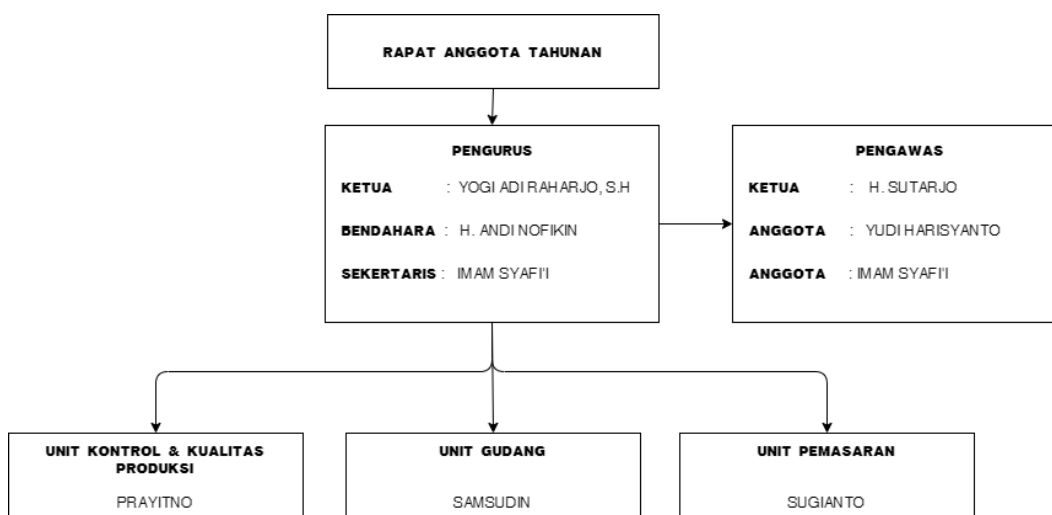 RAPAT ANGGOTA TAHUNAN
PENGURUS
KETUA : YOGI ADI RAHARJO, S.H
BENDAHARA : H. ANDI NOFIKIN
SEKERTARIS : IMAM SYAFI'I
PENGAWAS
KETUA : H. SUTARJO
ANGGOTA : YUDI HARISYANTO
ANGGOTA : IMAM SYAFI'I
UNIT KONTROL & KUALITAS
PRODUKSI
PRAYITNO
UNIT GUDANG
SAMSUDIN
UNIT PEMASARAN
SUGIANTO